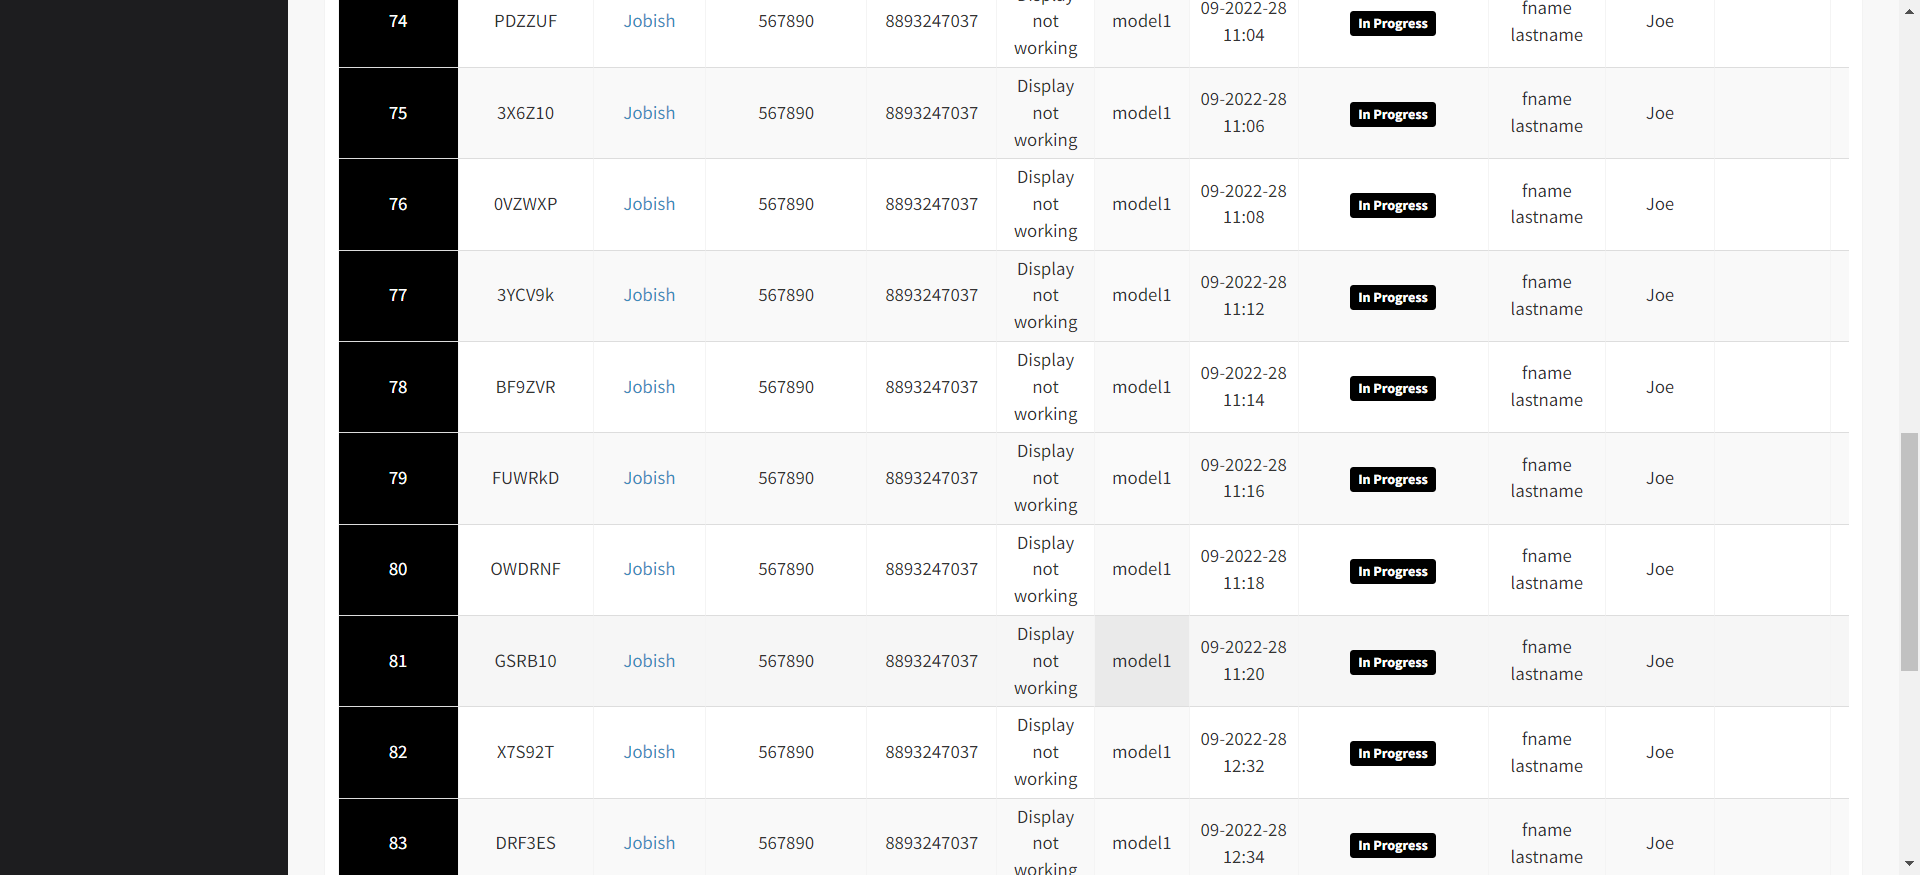 74 PDZZUF Jobish 567890 8893247037 Display not working model1 09-2022-28 11:04 In Progress fname lastname Joe
75 3X6Z10 Jobish 567890 8893247037 Display not working model1 09-2022-28 11:06 In Progress fname lastname Joe
76 0VZWXP Jobish 567890 8893247037 Display not working model1 09-2022-28 11:08 In Progress fname lastname Joe
77 3YCV9k Jobish 567890 8893247037 Display not working model1 09-2022-28 11:12 In Progress fname lastname Joe
78 BF9ZVR Jobish 567890 8893247037 Display not working model1 09-2022-28 11:14 In Progress fname lastname Joe
79 FUWRkD Jobish 567890 8893247037 Display not working model1 09-2022-28 11:16 In Progress fname lastname Joe
80 OWDRNF Jobish 567890 8893247037 Display not working model1 09-2022-28 11:18 In Progress fname lastname Joe
81 GSRB10 Jobish 567890 8893247037 Display not working model1 09-2022-28 11:20 In Progress fname lastname Joe
82 X7S92T Jobish 567890 8893247037 Display not working model1 09-2022-28 12:32 In Progress fname lastname Joe
83 DRF3ES Jobish 567890 8893247037 Display not working model1 09-2022-28 12:34 In Progress fname lastname Joe